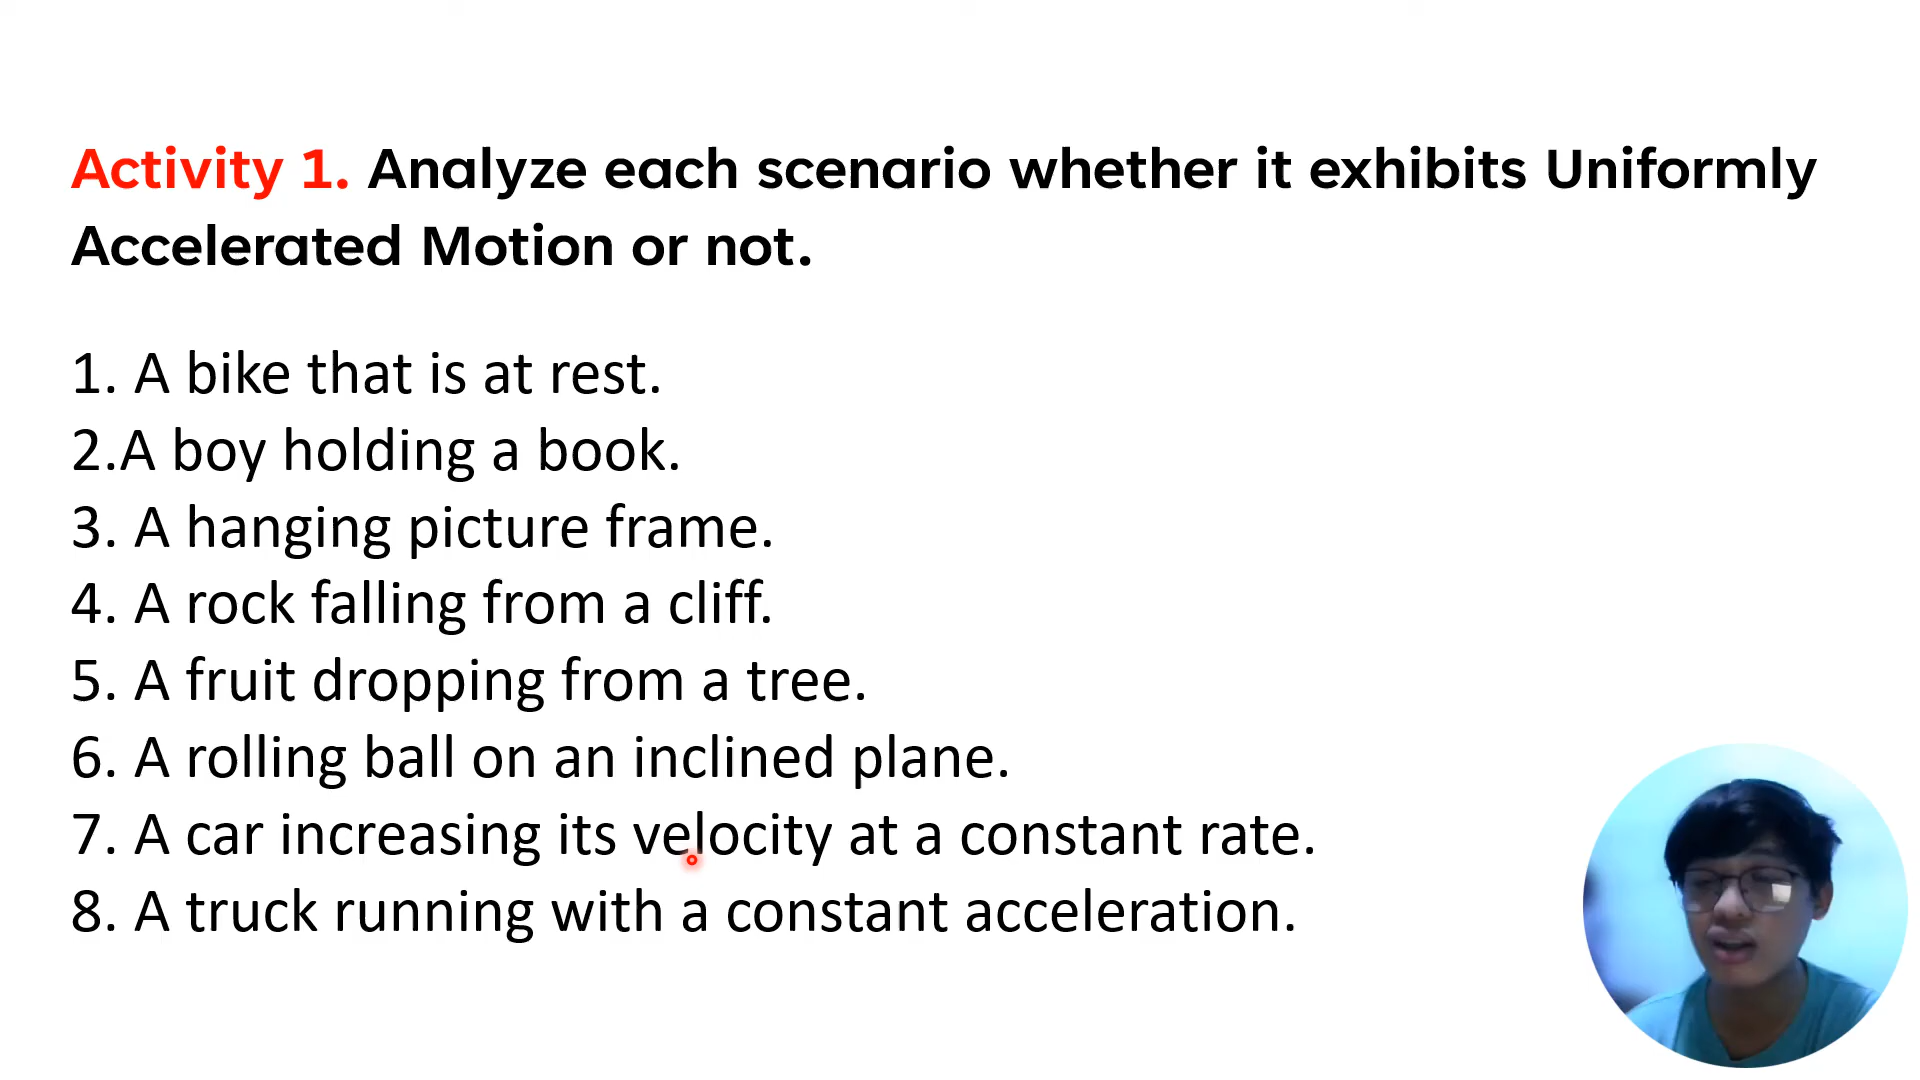 Activity 1. Analyze each scenario whether it exhibits Uniformly
Accelerated Motion or not.
1. A bike that is at rest.
2.A boy holding a book.
3. A hanging picture frame.
4. A rock falling from a cliff.
5. A fruit dropping from a tree.
6. A rolling ball on an inclined plane.
7. A car increasing its velocity at a constant rate.
8. A truck running with a constant acceleration.